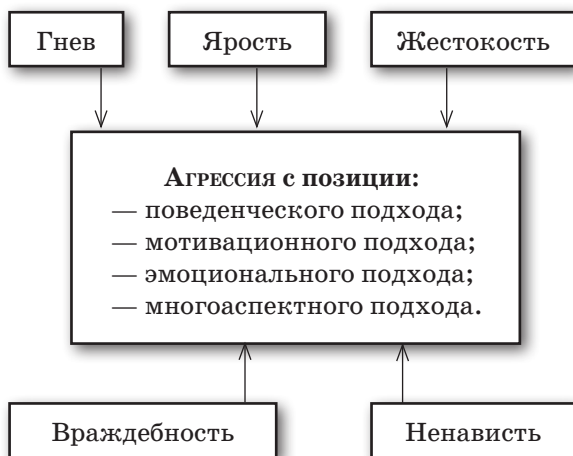 Гнев
Ярость
Жестокость
Агрессия с позиции:
— поведенческого подхода;
— мотивационного подхода;
— эмоционального подхода;
— многоаспектного подхода.
Враждебность
Ненависть